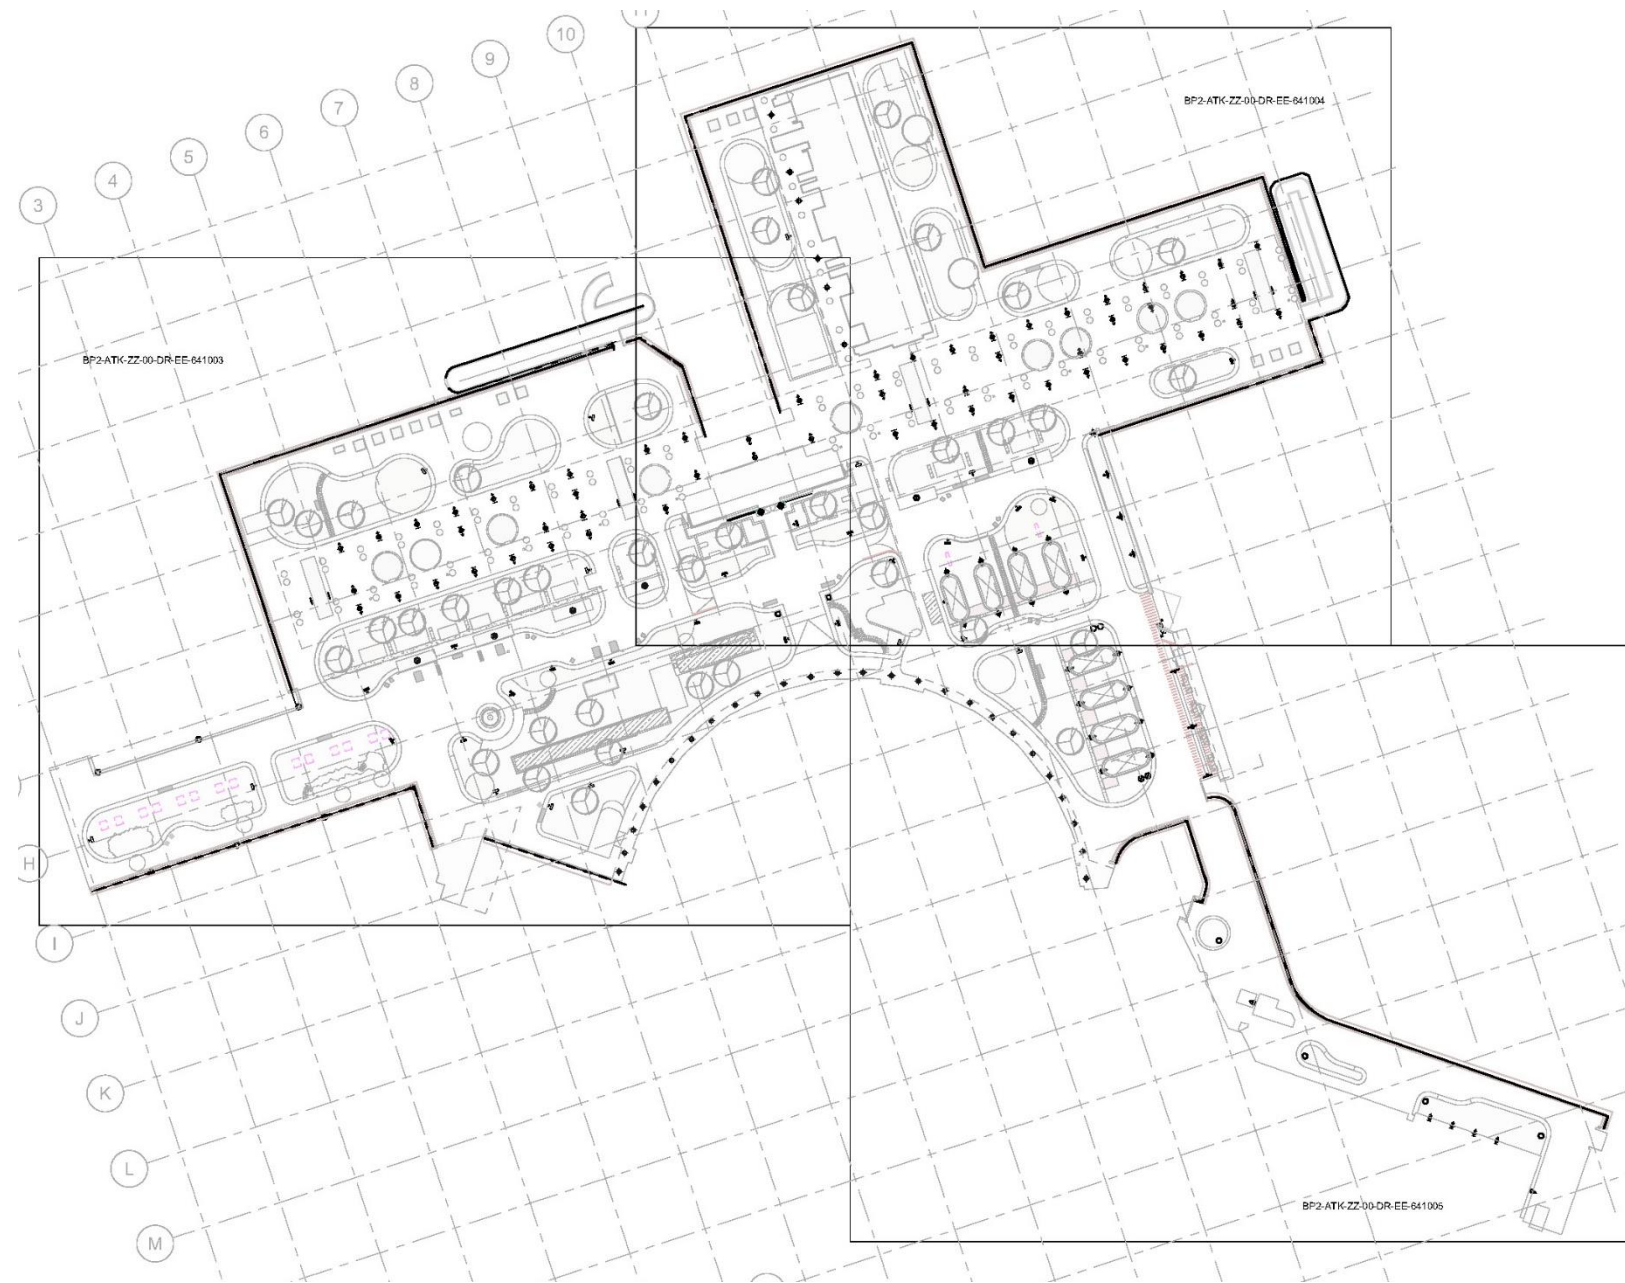 10
9
8
7
6
5
4
3
BP2-ATK-ZZ-00-DR-EE-641004
BP2-ATK-ZZ-00-DR-EE-641003
H
I
J
K
L
M
BP2-ATK-ZZ-00-DR-EE-641005